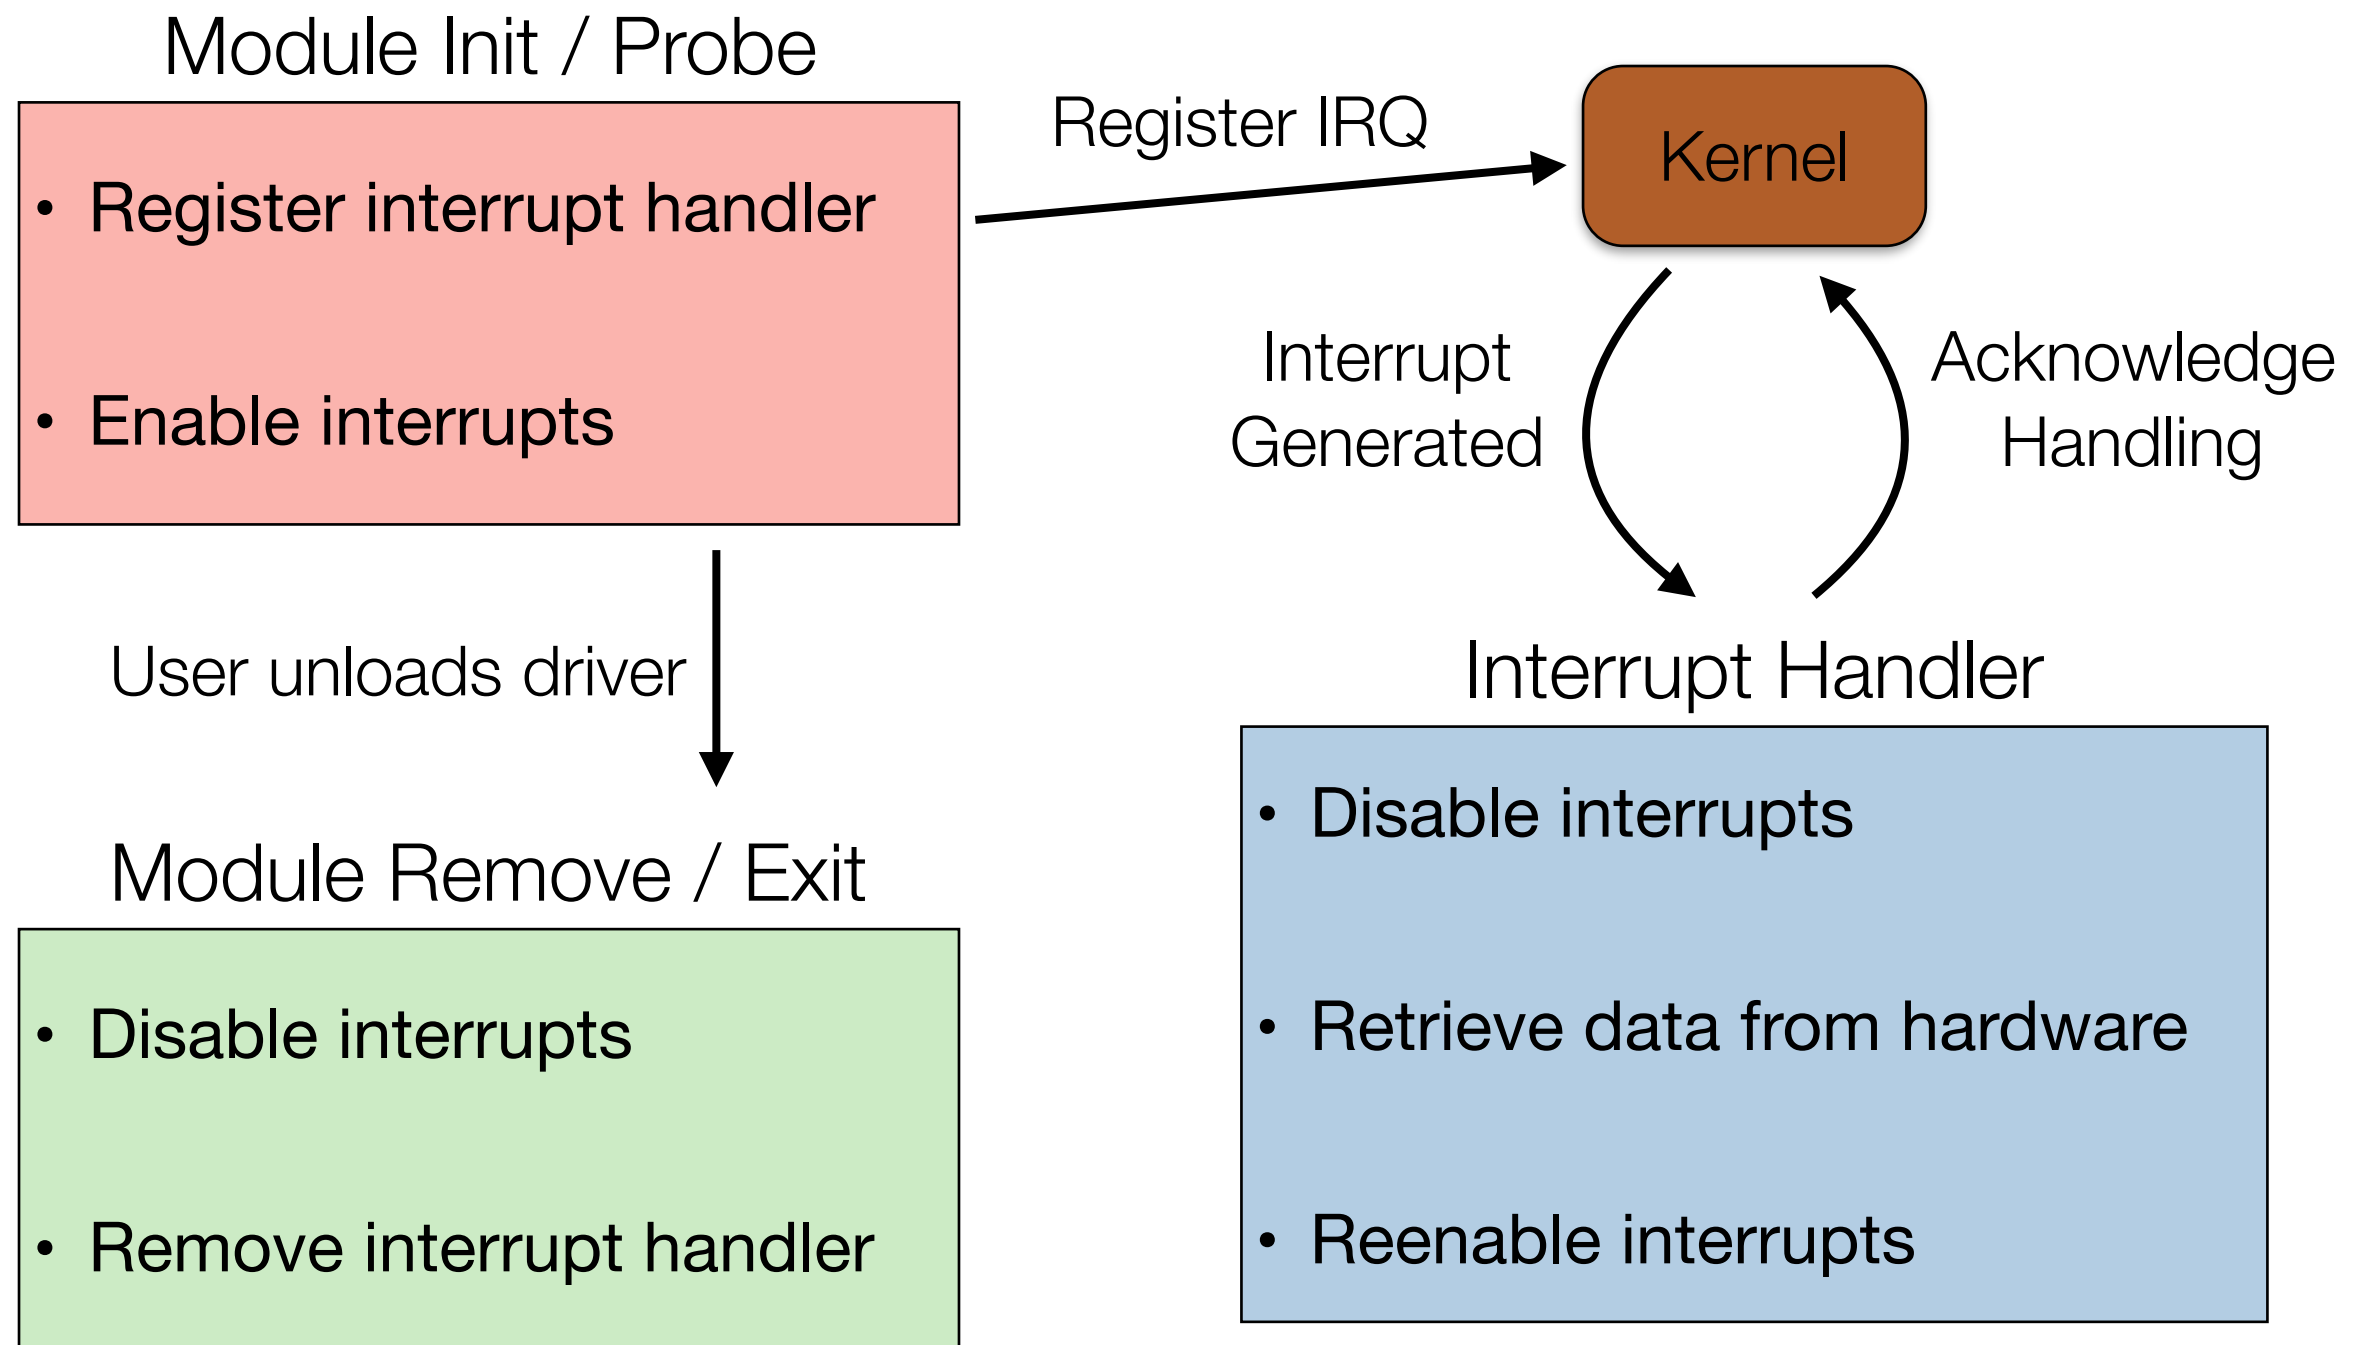 Module Init / Probe
• Register interrupt handler
• Enable interrupts
Register IRQ
Kernel
Interrupt
Generated
Acknowledge
Handling
User unloads driver
Module Remove / Exit
• Disable interrupts
• Remove interrupt handler
Interrupt Handler
• Disable interrupts
• Retrieve data from hardware
• Reenable interrupts